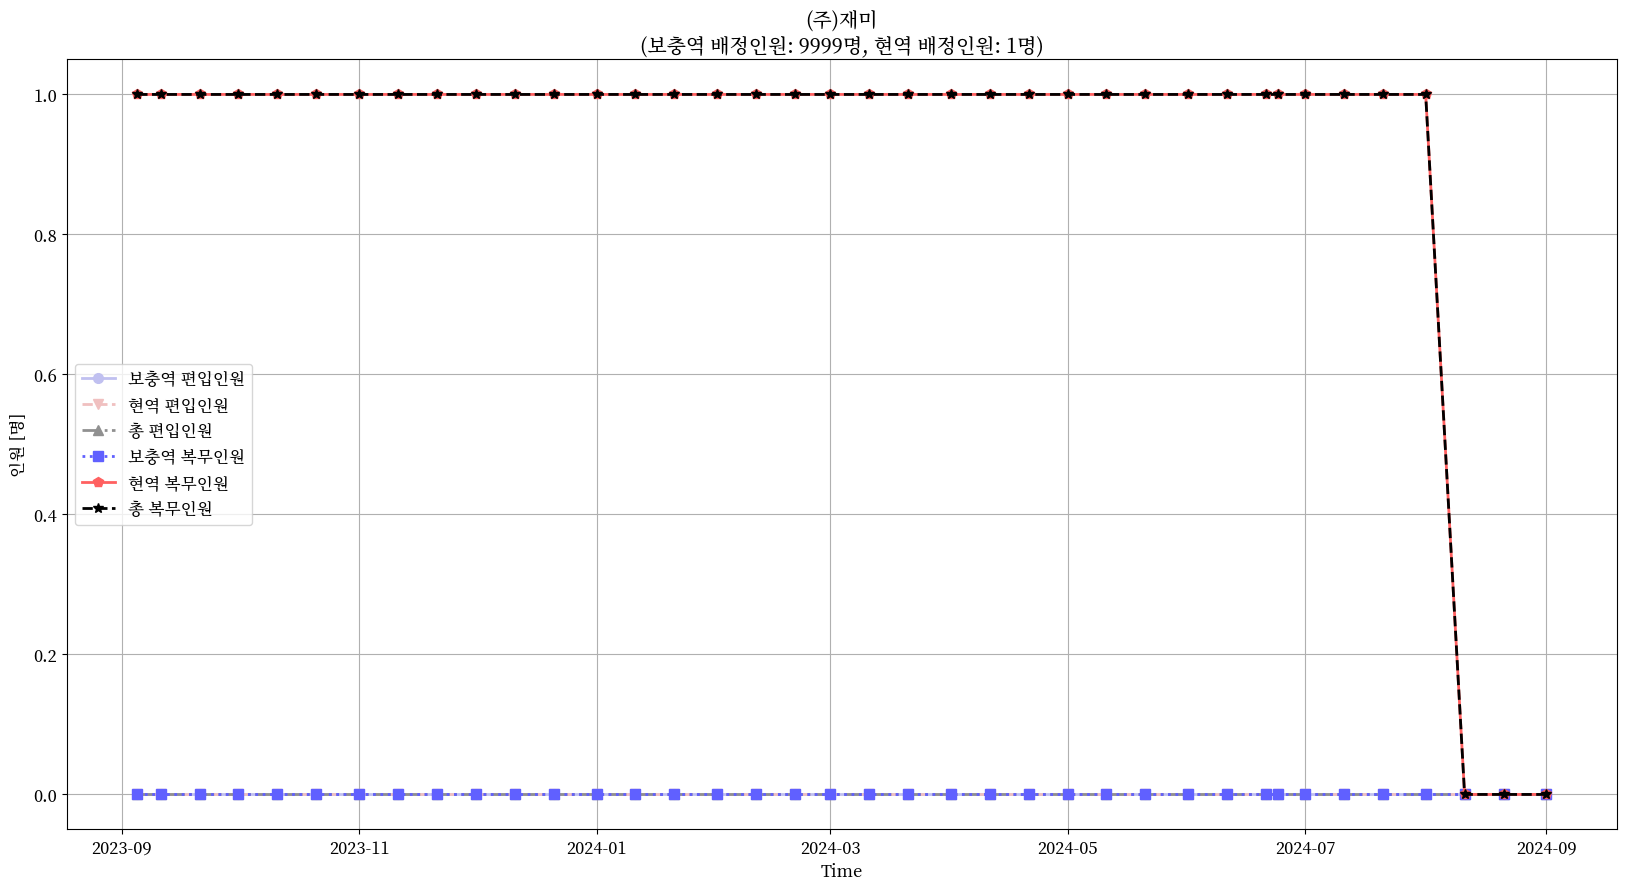 (주)재미
(보충역 배정인원: 9999명, 현역 배정인원: 1명)
1.0
0.8
0.6
0.4
0.2
0.0
인원 [명]
보충역 편입인원
현역 편입인원
총 편입인원
보충역 복무인원
현역 복무인원
총 복무인원
2023-09
2023-11
2024-01
2024-03
2024-05
2024-07
2024-09
Time